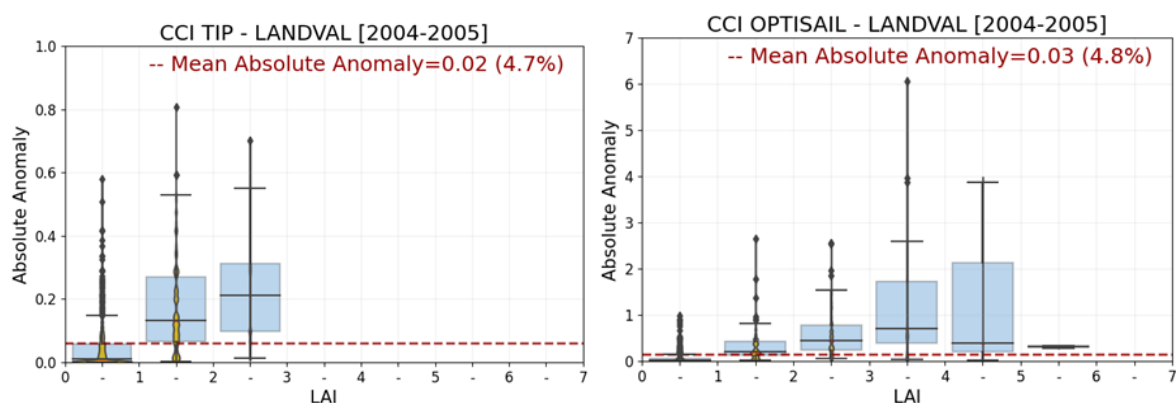 CCI TIP - LANDVAL [2004-2005]
-- Mean Absolute Anomaly=0.02 (4.7%)
Absolute Anomaly
1.0
0.8
0.6
0.4
0.2
0.0
0 - 1 - 2 - 3 - 4 - 5 - 6 - 7
LAI
CCI OPTISAIL - LANDVAL [2004-2005]
-- Mean Absolute Anomaly=0.03 (4.8%)
Absolute Anomaly
7
6
5
4
3
2
1
0
0 - 1 - 2 - 3 - 4 - 5 - 6 - 7
LAI